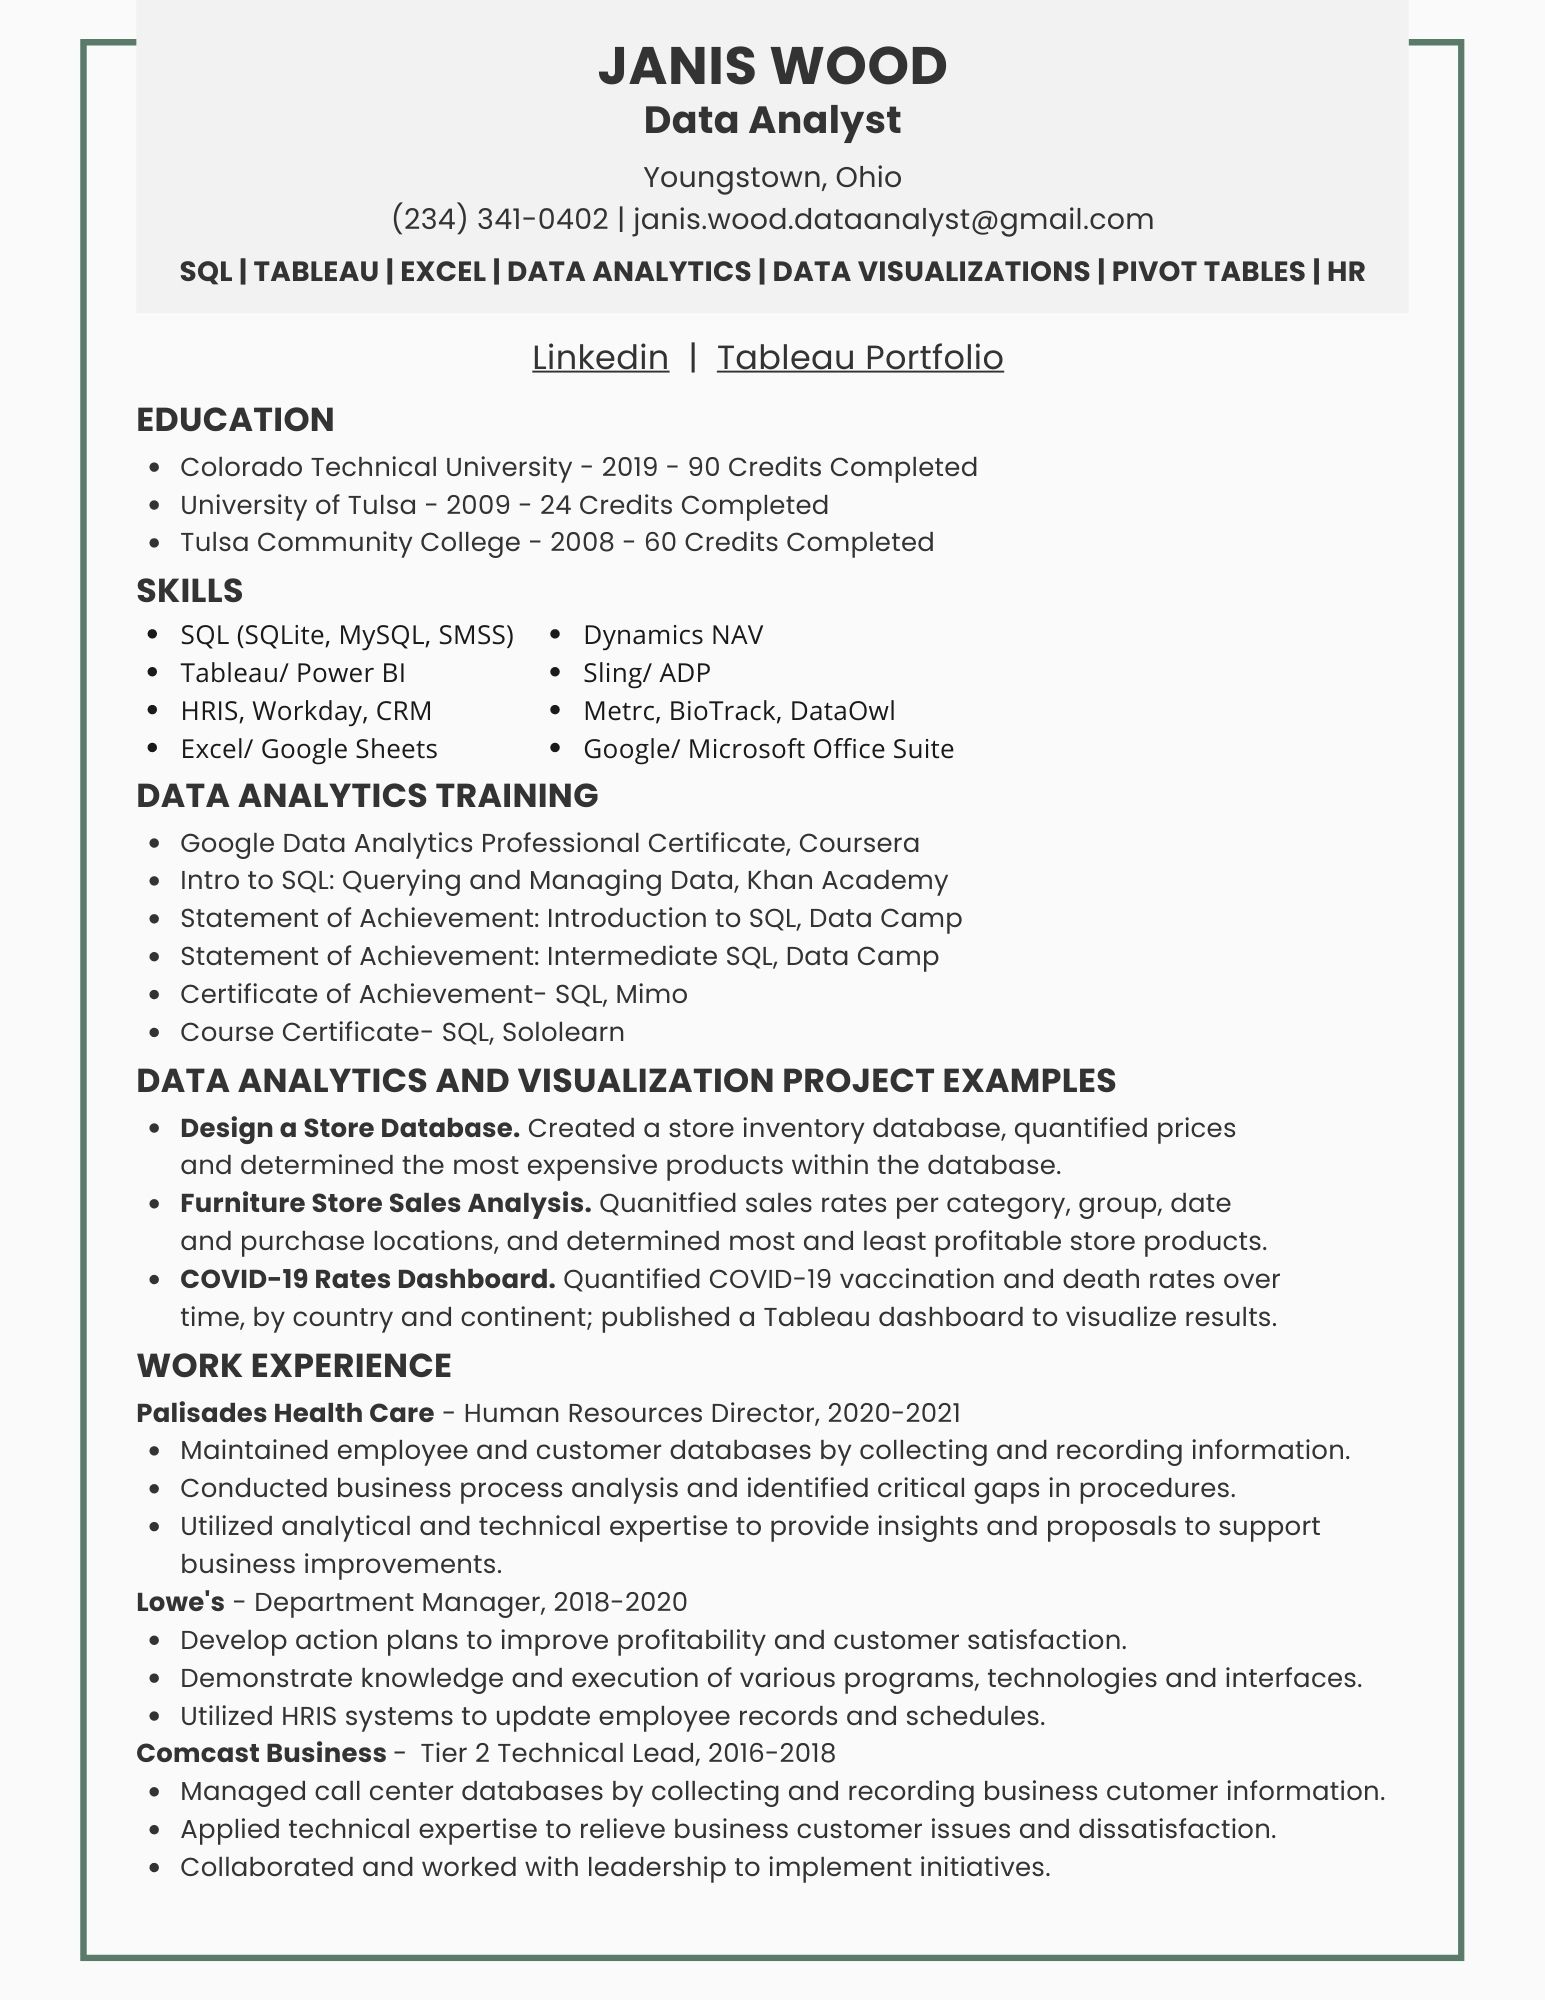 JANIS WOOD
Data Analyst
Youngstown, Ohio
(234) 341-0402 | janis.wood.dataanalyst@gmail.com
SQL | TABLEAU | EXCEL | DATA ANALYTICS | DATA VISUALIZATIONS | PIVOT TABLES | HR
Linkedin | Tableau Portfolio
EDUCATION
• Colorado Technical University - 2019 - 90 Credits Completed
• University of Tulsa - 2009 - 24 Credits Completed
• Tulsa Community College - 2008 - 60 Credits Completed
SKILLS
• SQL (SQLite, MySQL, SMSS)
• Tableau/ Power BI
• HRIS, Workday, CRM
• Excel/ Google Sheets
• Dynamics NAV
• Sling/ ADP
• Metrc, BioTrack, DataOwl
• Google/ Microsoft Office Suite
DATA ANALYTICS TRAINING
• Google Data Analytics Professional Certificate, Coursera
• Intro to SQL: Querying and Managing Data, Khan Academy
• Statement of Achievement: Introduction to SQL, Data Camp
• Statement of Achievement: Intermediate SQL, Data Camp
• Certificate of Achievement- SQL, Mimo
• Course Certificate- SQL, Sololearn
DATA ANALYTICS AND VISUALIZATION PROJECT EXAMPLES
• Design a Store Database. Created a store inventory database, quantified prices
and determined the most expensive products within the database.
• Furniture Store Sales Analysis. Quanitfied sales rates per category, group, date
and purchase locations, and determined most and least profitable store products.
• COVID-19 Rates Dashboard. Quantified COVID-19 vaccination and death rates over
time, by country and continent; published a Tableau dashboard to visualize results.
WORK EXPERIENCE
Palisades Health Care - Human Resources Director, 2020-2021
• Maintained employee and customer databases by collecting and recording information.
• Conducted business process analysis and identified critical gaps in procedures.
• Utilized analytical and technical expertise to provide insights and proposals to support
business improvements.
Lowe's - Department Manager, 2018-2020
• Develop action plans to improve profitability and customer satisfaction.
• Demonstrate knowledge and execution of various programs, technologies and interfaces.
• Utilized HRIS systems to update employee records and schedules.
Comcast Business - Tier 2 Technical Lead, 2016-2018
• Managed call center databases by collecting and recording business cutomer information.
• Applied technical expertise to relieve business customer issues and dissatisfaction.
• Collaborated and worked with leadership to implement initiatives.